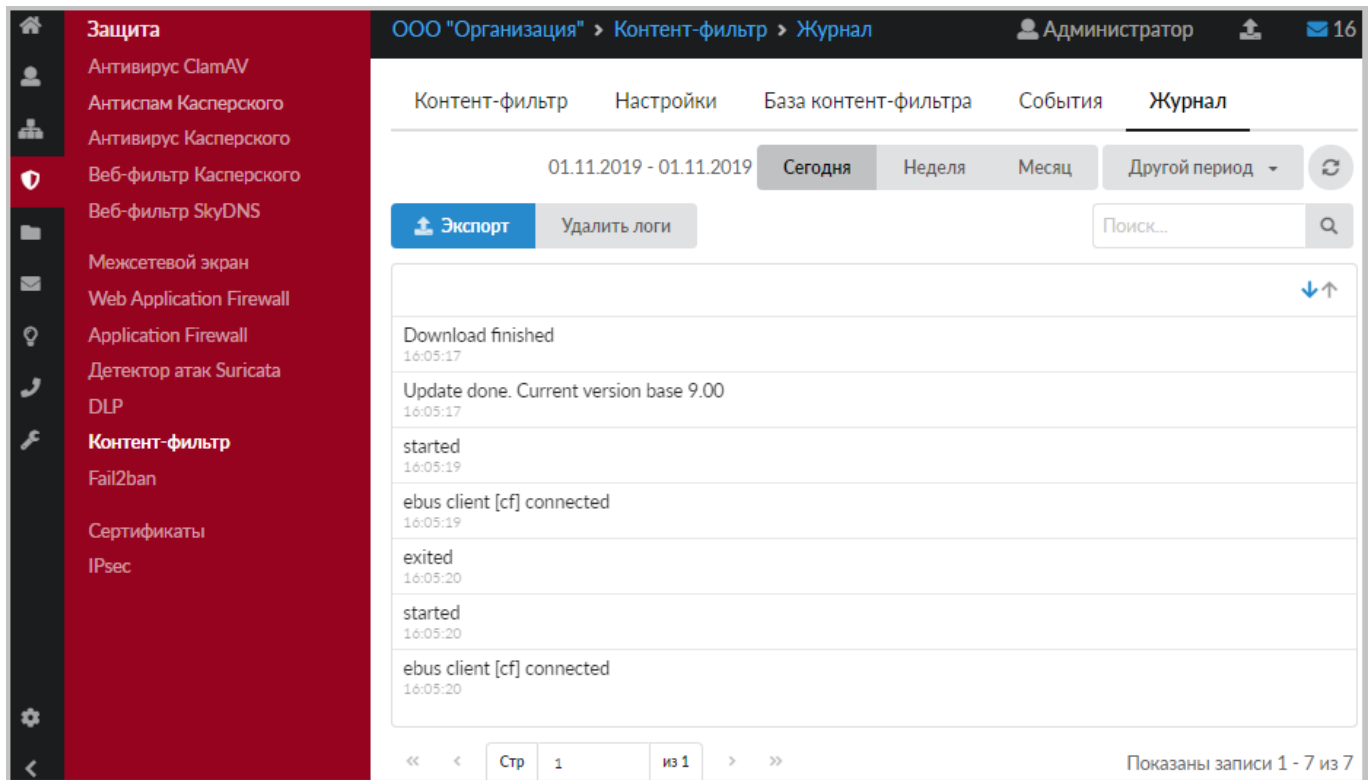 Защита
Антивирус ClamAV
Антиспам Касперского
Антивирус Касперского
Веб-фильтр Касперского
Веб-фильтр SkyDNS
Межсетевой экран
Web Application Firewall
Application Firewall
Детектор атак Suricata
DLP
Контент-фильтр
Fail2ban
Сертификаты
IPsec
ООО "Организация" > Контент-фильтр > Журнал
Администратор 16
Контент-фильтр Настройки База контент-фильтра События Журнал
01.11.2019 - 01.11.2019 Сегодня Неделя Месяц Другой период
Экспорт Удалить логи Поиск...
Download finished
16:05:17
Update done. Current version base 9.00
16:05:17
started
16:05:19
ebus client [cf] connected
16:05:19
exited
16:05:20
started
16:05:20
ebus client [cf] connected
16:05:20
Стр 1 из 1 Показаны записи 1 - 7 из 7